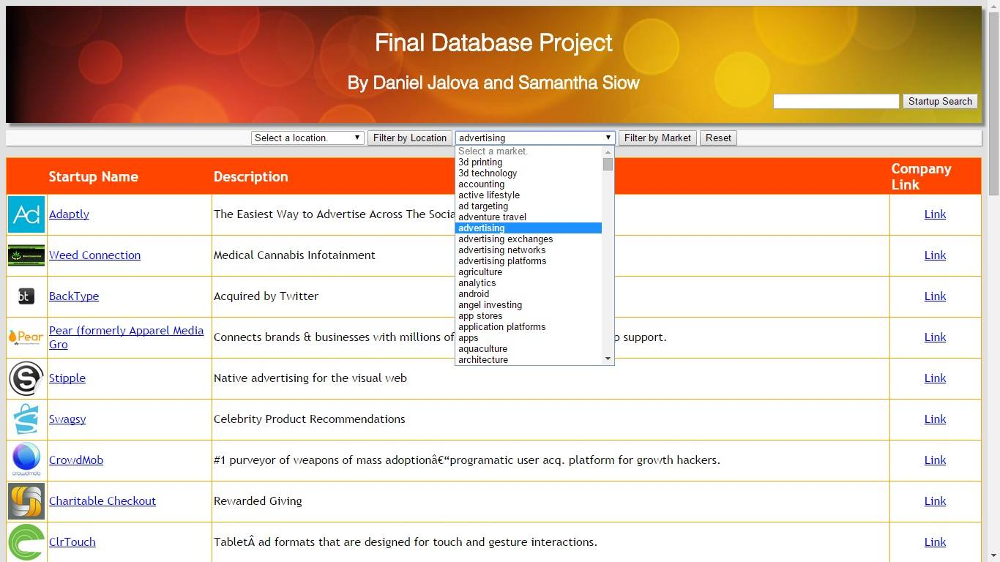 Final Database Project
By Daniel Jalova and Samantha Siow
Startup Search
Select a location. Filter by Location advertising Filter by Market Reset
Select a market.
3d printing
3d technology
accounting
active lifestyle
ad targeting
adventure travel
advertising
advertising exchanges
advertising networks
advertising platforms
agriculture
analytics
android
angel investing
app stores
application platforms
apps
aquaculture
architecture
Startup Name Description Company
Link
Ad Adaptly The Easiest Way to Advertise Across The Socia Link
Weed Connection Medical Cannabis Infotainment Link
bt BackType Acquired by Twitter Link
Pear Pear (formerly Apparel Media
Gro Connects brands & businesses with millions of p support. Link
S Stipple Native advertising for the visual web Link
S Swagsy Celebrity Product Recommendations Link
crowdmob CrowdMob #1 purveyor of weapons of mass adoptionâ€“programatic user acq. platform for growth hackers. Link
Charitable Checkout Rewarded Giving Link
ClrTouch TabletÂ ad formats that are designed for touch and gesture interactions. Link